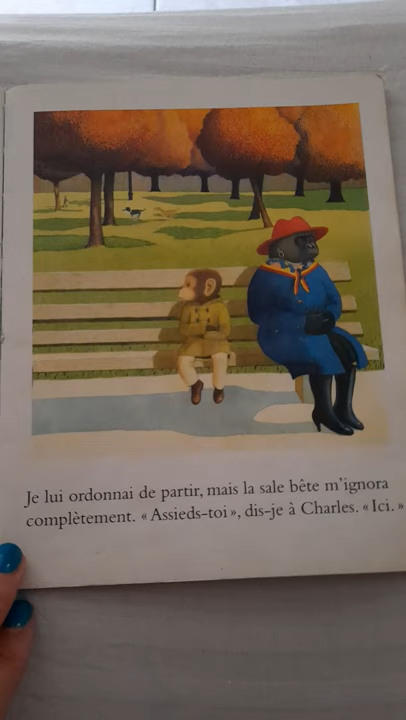 Je lui ordonnai de partir, mais la sale bête m'ignora
complètement. « Assieds-toi », dis-je à Charles. « Ici. »